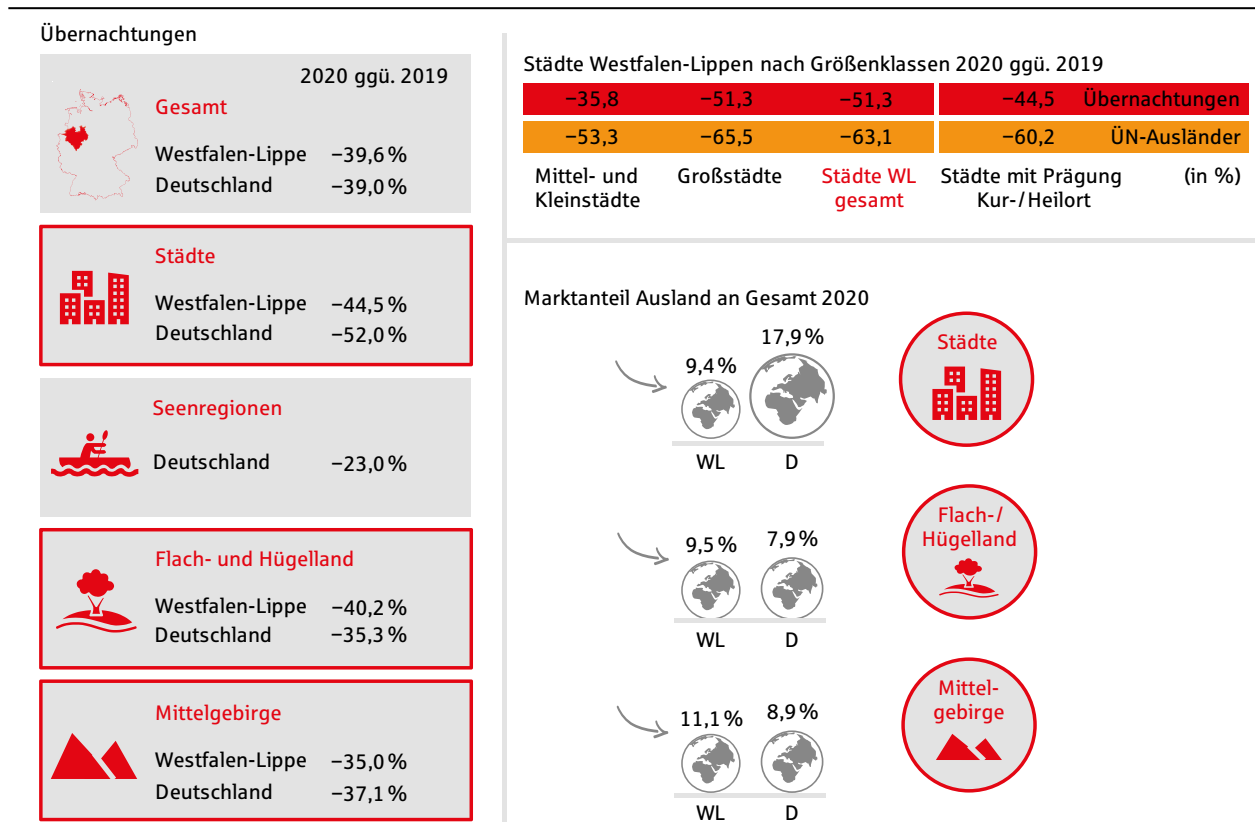 Übernachtungen
2020 ggü. 2019
Gesamt
Westfalen-Lippe −39,6 %
Deutschland −39,0 %
Städte
Westfalen-Lippe −44,5 %
Deutschland −52,0 %
Seenregionen
Deutschland −23,0 %
Flach- und Hügelland
Westfalen-Lippe −40,2 %
Deutschland −35,3 %
Mittelgebirge
Westfalen-Lippe −35,0 %
Deutschland −37,1 %
Städte Westfalen-Lippen nach Größenklassen 2020 ggü. 2019
−35,8 −51,3 −51,3 −44,5 Übernachtungen
−53,3 −65,5 −63,1 −60,2 ÜN-Ausländer
Mittel- und Großstädte Städte WL Städte mit Prägung (in %)
Kleinstädte gesamt Kur-/Heilort
Marktanteil Ausland an Gesamt 2020
17,9 %
9,4 %
Städte
WL D
9,5 % 7,9 %
Flach-/
Hügelland
WL D
11,1 % 8,9 %
Mittel-
gebirge
WL D